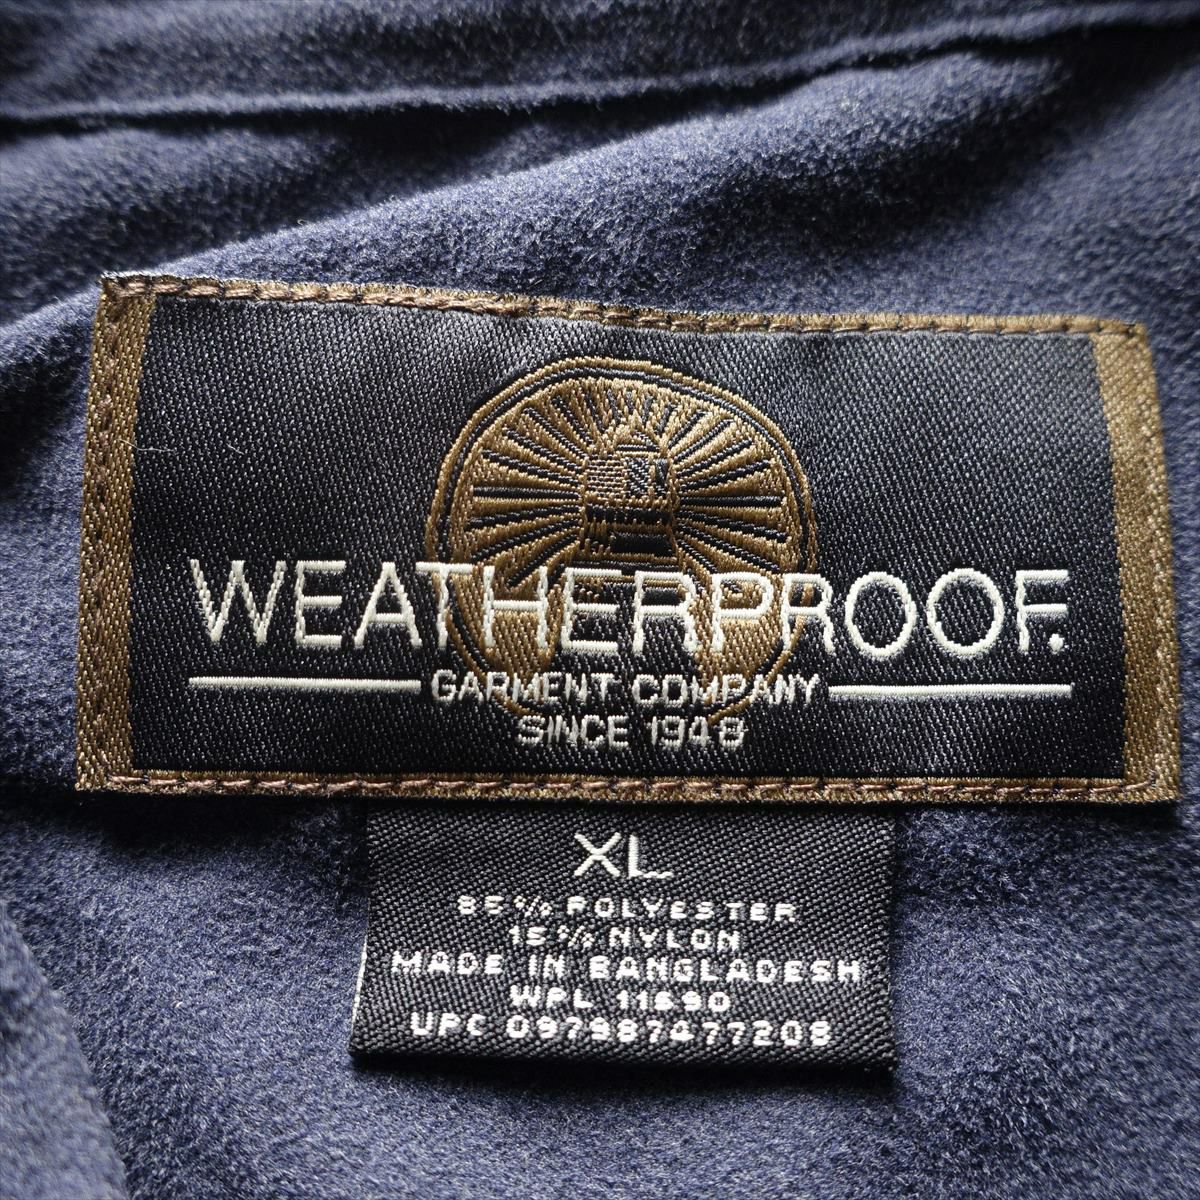 WEATHERPROOF.
GARMENT COMPANY
SINCE 1948
XL
85% POLYESTER
15% NYLON
MADE IN BANGLADESH
WPL 11690
UPC 097987477208